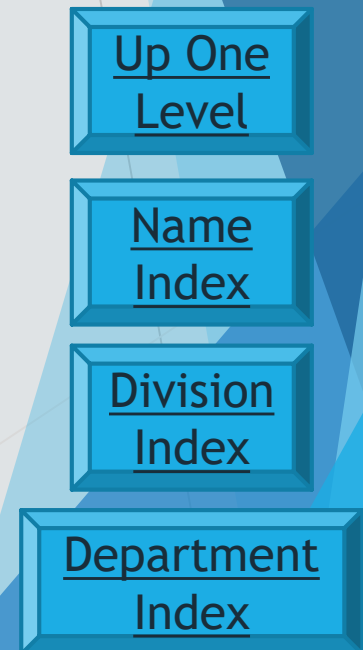 Up One
Level
Name
Index
Division
Index
Department
Index